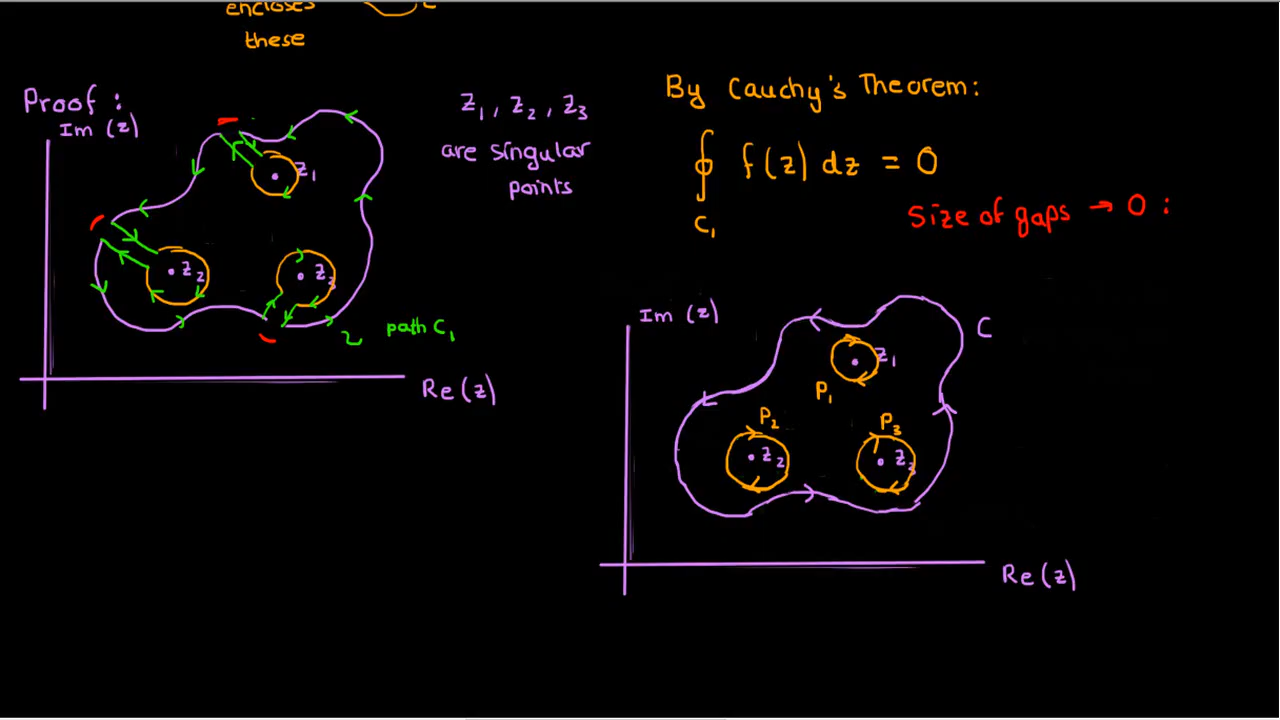 encloses C
these
Proof :
Im (z)
z₁
z₂
z₃
path C₁
Re(z)
z₁, z₂, z₃
are singular
points
By Cauchy's Theorem:
∮ f(z) dz = 0
C₁
Size of gaps → 0 :
Im (z)
C
z₁
P₁
P₂
P₃
z₂
z₃
Re(z)